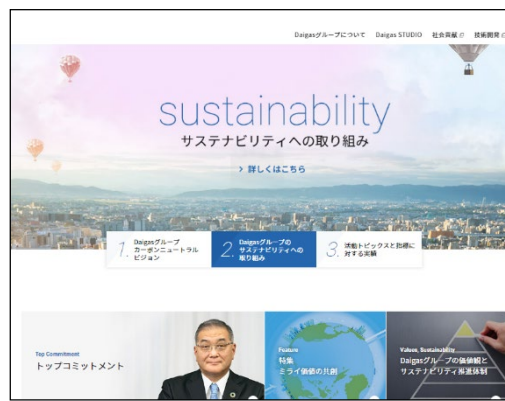 Daigasグループについて Daigas STUDIO 社会貢献 技術開発
sustainability
サステナビリティへの取り組み
> 詳しくはこちら
1. Daigasグループ
カーボンニュートラル
ビジョン
2. Daigasグループの
サステナビリティへの
取り組み
3. 活動トピックスと指標に
対する実績
Top Commitment
トップコミットメント
Feature
特集
ミライ価値の共創
Values, Sustainability
Daigasグループの価値観と
サステナビリティ推進体制